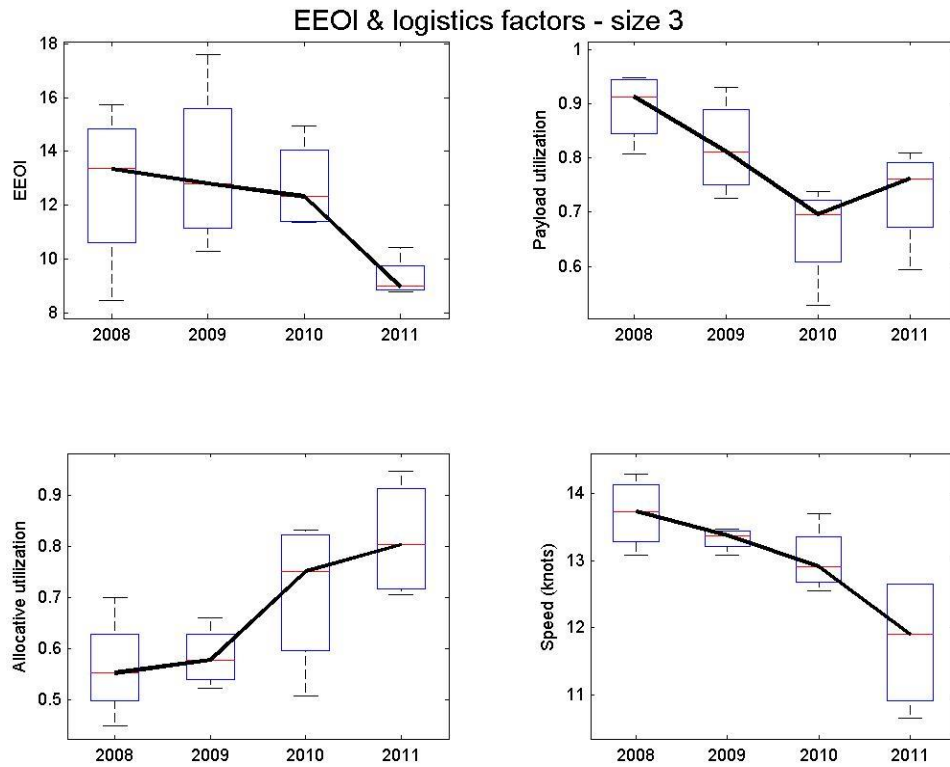 EEOI & logistics factors - size 3
18
16
14
12
10
8
EEOI
2008 2009 2010 2011
1
0.9
0.8
0.7
0.6
Payload utilization
2008 2009 2010 2011
0.9
0.8
0.7
0.6
0.5
Allocative utilization
2008 2009 2010 2011
14
13
12
11
Speed (knots)
2008 2009 2010 2011